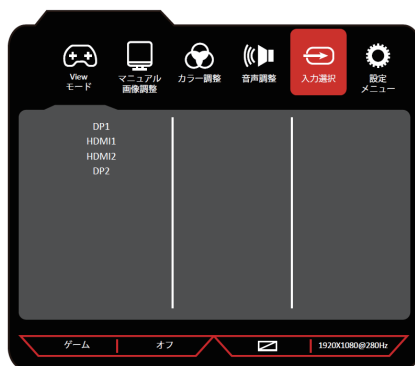 View
モード
マニュアル
画像調整
カラー調整
音声調整
入力選択
設定
メニュー
DP1
HDMI1
HDMI2
DP2
ゲーム
オフ
1920X1080@280Hz